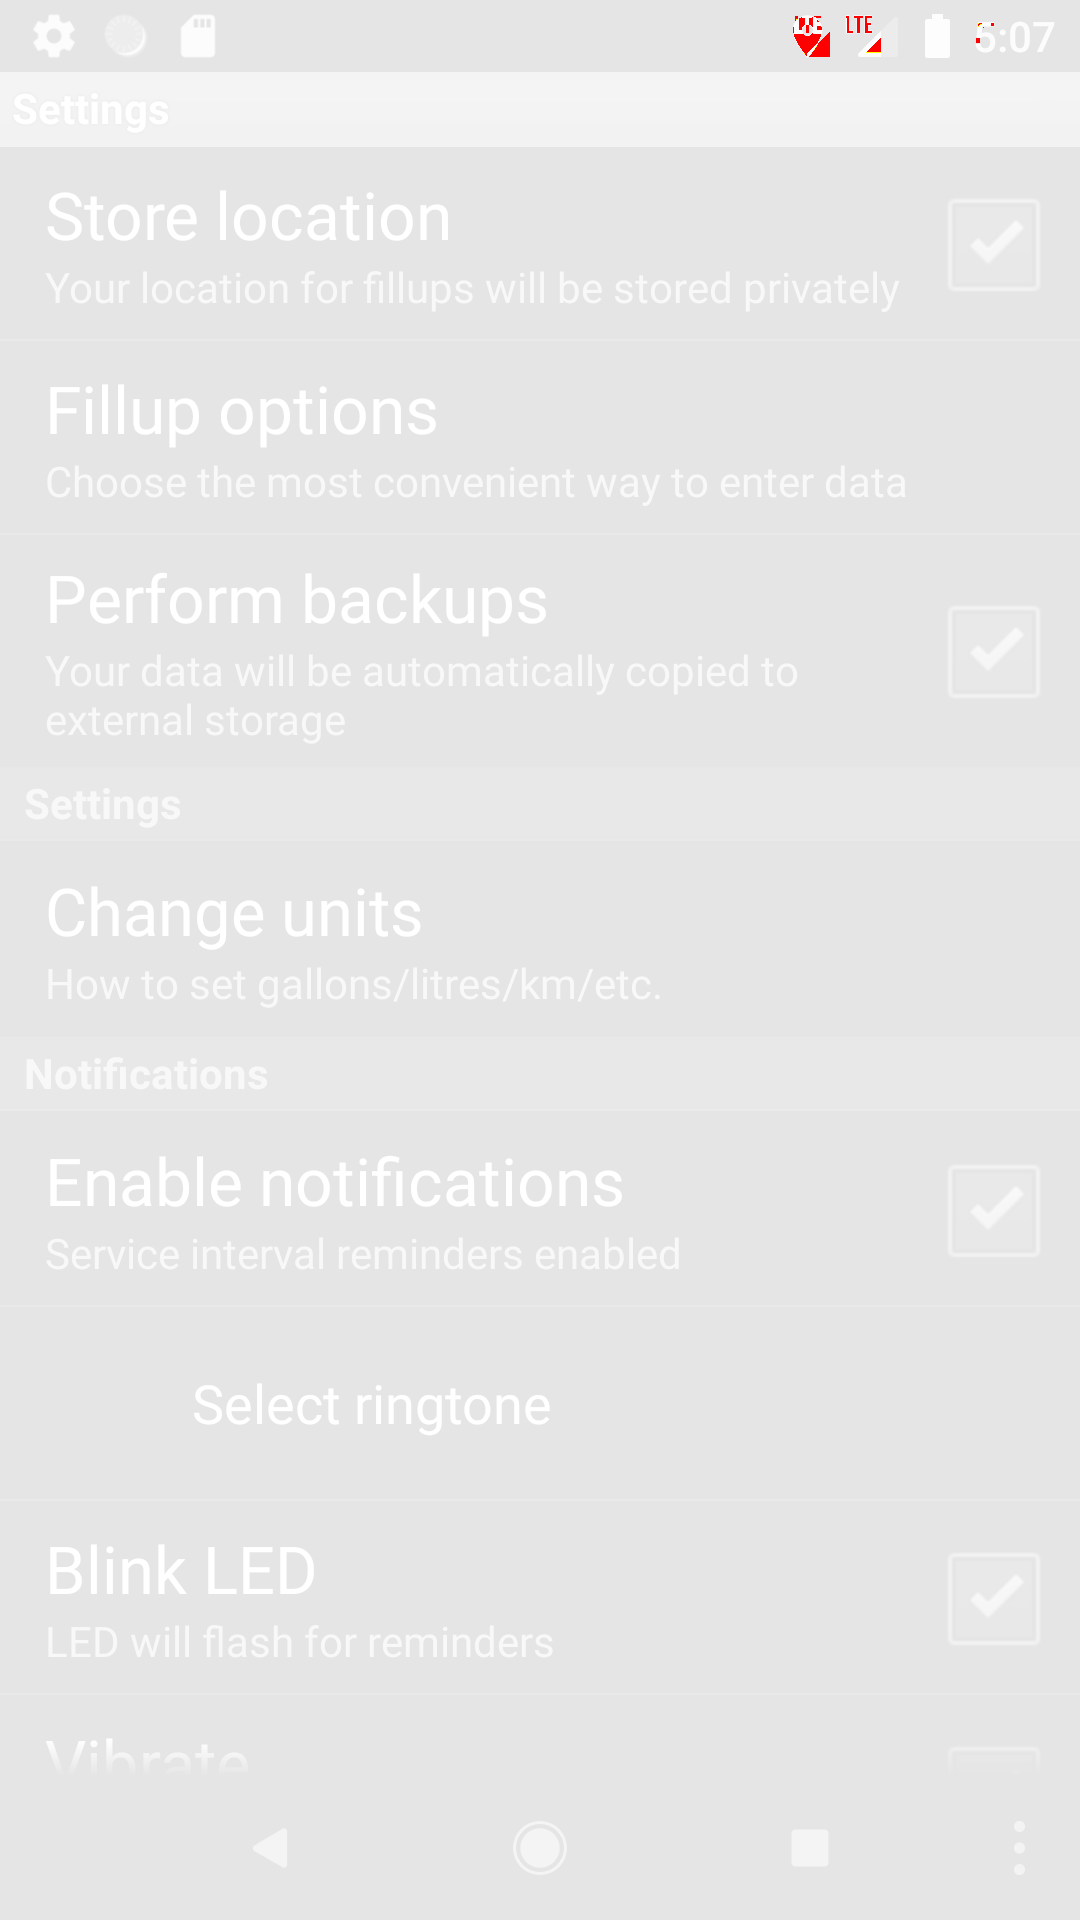 LTE LTE 5:07
Settings
Store location
Your location for fillups will be stored privately
Fillup options
Choose the most convenient way to enter data
Perform backups
Your data will be automatically copied to
external storage
Settings
Change units
How to set gallons/litres/km/etc.
Notifications
Enable notifications
Service interval reminders enabled
Select ringtone
Blink LED
LED will flash for reminders
Vibrate